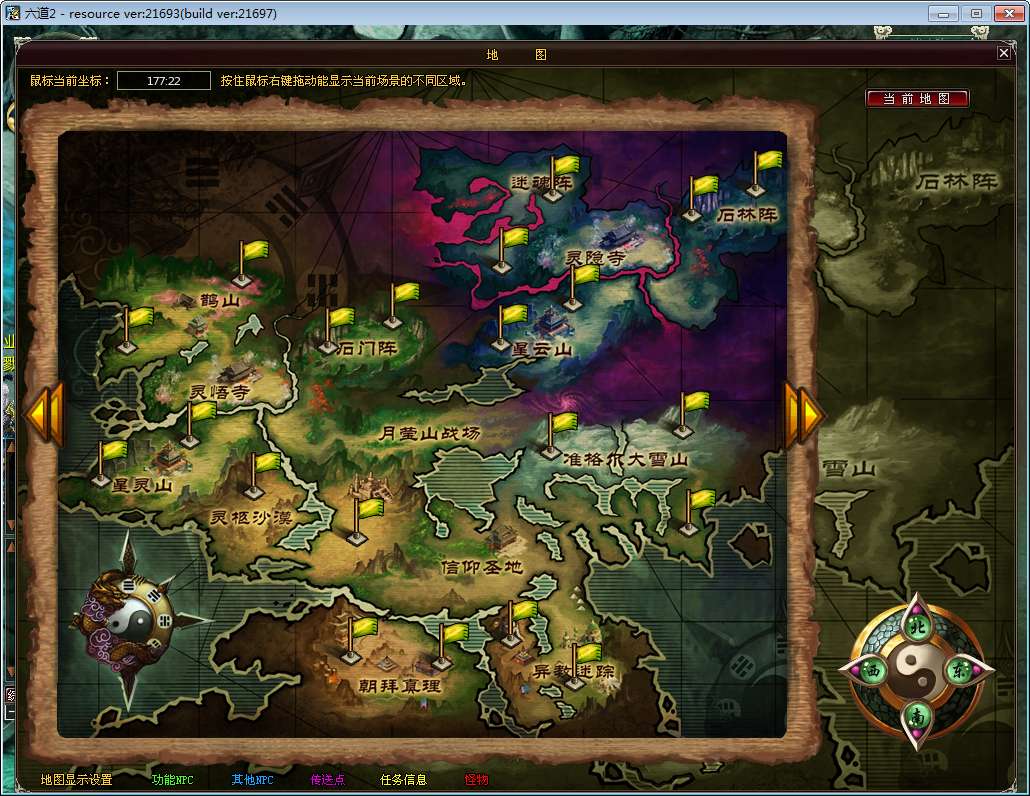 六道2 - resource ver:21693(build ver:21697)
地 图
鼠标当前坐标： 177:22 按住鼠标右键拖动能显示当前场景的不同区域。
当前地图
迷魂阵
石林阵
石林阵
灵隐寺
鹊山
石门阵
星云山
灵悟寺
月莹山战场
准格尔大雪山
雪山
星灵山
灵枢沙漠
信仰圣地
异教迷踪
朝拜真理
北
西
东
南
地图显示设置 功能NPC 其他NPC 传送点 任务信息 怪物